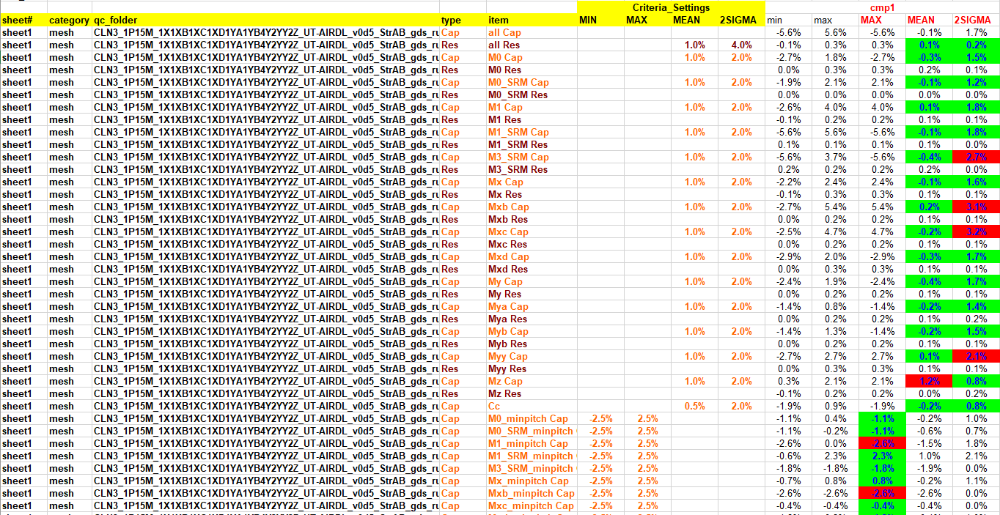 Criteria_Settings cmp1
sheet# category qc_folder type item MIN MAX MEAN 2SIGMA min max MAX MEAN 2SIGMA
sheet1 mesh CLN3_1P15M_1X1XB1XC1XD1YA1YB4Y2YY2Z_UT-AIRDL_v0d5_StrAB_gds_ru Cap all Cap -5.6% 5.6% -5.6% -0.1% 1.7%
sheet1 mesh CLN3_1P15M_1X1XB1XC1XD1YA1YB4Y2YY2Z_UT-AIRDL_v0d5_StrAB_gds_ru Res all Res 1.0% 4.0% -0.1% 0.3% 0.3% 0.1% 0.2%
sheet1 mesh CLN3_1P15M_1X1XB1XC1XD1YA1YB4Y2YY2Z_UT-AIRDL_v0d5_StrAB_gds_ru Cap M0 Cap 1.0% 2.0% -2.7% 1.8% -2.7% -0.3% 1.5%
sheet1 mesh CLN3_1P15M_1X1XB1XC1XD1YA1YB4Y2YY2Z_UT-AIRDL_v0d5_StrAB_gds_ru Res M0 Res 0.0% 0.3% 0.3% 0.2% 0.1%
sheet1 mesh CLN3_1P15M_1X1XB1XC1XD1YA1YB4Y2YY2Z_UT-AIRDL_v0d5_StrAB_gds_ru Cap M0_SRM Cap 1.0% 2.0% -1.9% 2.1% 2.1% -0.1% 1.2%
sheet1 mesh CLN3_1P15M_1X1XB1XC1XD1YA1YB4Y2YY2Z_UT-AIRDL_v0d5_StrAB_gds_ru Res M0_SRM Res 0.0% 0.0% 0.0% 0.0% 0.0%
sheet1 mesh CLN3_1P15M_1X1XB1XC1XD1YA1YB4Y2YY2Z_UT-AIRDL_v0d5_StrAB_gds_ru Cap M1 Cap 1.0% 2.0% -2.6% 4.0% 4.0% 0.1% 1.8%
sheet1 mesh CLN3_1P15M_1X1XB1XC1XD1YA1YB4Y2YY2Z_UT-AIRDL_v0d5_StrAB_gds_ru Res M1 Res -0.1% 0.2% 0.2% 0.1% 0.1%
sheet1 mesh CLN3_1P15M_1X1XB1XC1XD1YA1YB4Y2YY2Z_UT-AIRDL_v0d5_StrAB_gds_ru Cap M1_SRM Cap 1.0% 2.0% -5.6% 5.6% -5.6% -0.1% 1.8%
sheet1 mesh CLN3_1P15M_1X1XB1XC1XD1YA1YB4Y2YY2Z_UT-AIRDL_v0d5_StrAB_gds_ru Res M1_SRM Res 0.1% 0.1% 0.1% 0.1% 0.0%
sheet1 mesh CLN3_1P15M_1X1XB1XC1XD1YA1YB4Y2YY2Z_UT-AIRDL_v0d5_StrAB_gds_ru Cap M3_SRM Cap 1.0% 2.0% -5.6% 3.7% -5.6% -0.4% 2.7%
sheet1 mesh CLN3_1P15M_1X1XB1XC1XD1YA1YB4Y2YY2Z_UT-AIRDL_v0d5_StrAB_gds_ru Res M3_SRM Res 0.2% 0.2% 0.2% 0.2% 0.0%
sheet1 mesh CLN3_1P15M_1X1XB1XC1XD1YA1YB4Y2YY2Z_UT-AIRDL_v0d5_StrAB_gds_ru Cap Mx Cap 1.0% 2.0% -2.2% 2.4% 2.4% -0.1% 1.6%
sheet1 mesh CLN3_1P15M_1X1XB1XC1XD1YA1YB4Y2YY2Z_UT-AIRDL_v0d5_StrAB_gds_ru Res Mx Res -0.1% 0.3% 0.3% 0.1% 0.1%
sheet1 mesh CLN3_1P15M_1X1XB1XC1XD1YA1YB4Y2YY2Z_UT-AIRDL_v0d5_StrAB_gds_ru Cap Mxb Cap 1.0% 2.0% -2.7% 5.4% 5.4% 0.2% 3.1%
sheet1 mesh CLN3_1P15M_1X1XB1XC1XD1YA1YB4Y2YY2Z_UT-AIRDL_v0d5_StrAB_gds_ru Res Mxb Res 0.0% 0.2% 0.2% 0.1% 0.1%
sheet1 mesh CLN3_1P15M_1X1XB1XC1XD1YA1YB4Y2YY2Z_UT-AIRDL_v0d5_StrAB_gds_ru Cap Mxc Cap 1.0% 2.0% -2.5% 4.7% 4.7% -0.2% 3.2%
sheet1 mesh CLN3_1P15M_1X1XB1XC1XD1YA1YB4Y2YY2Z_UT-AIRDL_v0d5_StrAB_gds_ru Res Mxc Res 0.0% 0.2% 0.2% 0.1% 0.1%
sheet1 mesh CLN3_1P15M_1X1XB1XC1XD1YA1YB4Y2YY2Z_UT-AIRDL_v0d5_StrAB_gds_ru Cap Mxd Cap 1.0% 2.0% -2.9% 2.0% -2.9% -0.3% 1.7%
sheet1 mesh CLN3_1P15M_1X1XB1XC1XD1YA1YB4Y2YY2Z_UT-AIRDL_v0d5_StrAB_gds_ru Res Mxd Res 0.0% 0.3% 0.3% 0.1% 0.1%
sheet1 mesh CLN3_1P15M_1X1XB1XC1XD1YA1YB4Y2YY2Z_UT-AIRDL_v0d5_StrAB_gds_ru Cap My Cap 1.0% 2.0% -2.4% 1.9% -2.4% -0.4% 1.7%
sheet1 mesh CLN3_1P15M_1X1XB1XC1XD1YA1YB4Y2YY2Z_UT-AIRDL_v0d5_StrAB_gds_ru Res My Res 0.0% 0.2% 0.2% 0.1% 0.1%
sheet1 mesh CLN3_1P15M_1X1XB1XC1XD1YA1YB4Y2YY2Z_UT-AIRDL_v0d5_StrAB_gds_ru Cap Mya Cap 1.0% 2.0% -1.4% 0.8% -1.4% -0.2% 1.4%
sheet1 mesh CLN3_1P15M_1X1XB1XC1XD1YA1YB4Y2YY2Z_UT-AIRDL_v0d5_StrAB_gds_ru Res Mya Res 0.0% 0.2% 0.2% 0.1% 0.2%
sheet1 mesh CLN3_1P15M_1X1XB1XC1XD1YA1YB4Y2YY2Z_UT-AIRDL_v0d5_StrAB_gds_ru Cap Myb Cap 1.0% 2.0% -1.4% 1.3% -1.4% -0.2% 1.5%
sheet1 mesh CLN3_1P15M_1X1XB1XC1XD1YA1YB4Y2YY2Z_UT-AIRDL_v0d5_StrAB_gds_ru Res Myb Res 0.0% 0.2% 0.2% 0.1% 0.1%
sheet1 mesh CLN3_1P15M_1X1XB1XC1XD1YA1YB4Y2YY2Z_UT-AIRDL_v0d5_StrAB_gds_ru Cap Myy Cap 1.0% 2.0% -2.7% 2.7% 2.7% 0.1% 2.1%
sheet1 mesh CLN3_1P15M_1X1XB1XC1XD1YA1YB4Y2YY2Z_UT-AIRDL_v0d5_StrAB_gds_ru Res Myy Res 0.0% 0.3% 0.3% 0.1% 0.1%
sheet1 mesh CLN3_1P15M_1X1XB1XC1XD1YA1YB4Y2YY2Z_UT-AIRDL_v0d5_StrAB_gds_ru Cap Mz Cap 1.0% 2.0% 0.3% 2.1% 2.1% 1.2% 0.8%
sheet1 mesh CLN3_1P15M_1X1XB1XC1XD1YA1YB4Y2YY2Z_UT-AIRDL_v0d5_StrAB_gds_ru Res Mz Res -0.1% 0.2% 0.2% 0.0% 0.2%
sheet1 mesh CLN3_1P15M_1X1XB1XC1XD1YA1YB4Y2YY2Z_UT-AIRDL_v0d5_StrAB_gds_ru Cap Cc 0.5% 2.0% -1.9% 0.9% -1.9% -0.2% 0.8%
sheet1 mesh CLN3_1P15M_1X1XB1XC1XD1YA1YB4Y2YY2Z_UT-AIRDL_v0d5_StrAB_gds_ru Cap M0_minpitch Cap -2.5% 2.5% -1.1% 0.4% -1.1% -0.2% 1.0%
sheet1 mesh CLN3_1P15M_1X1XB1XC1XD1YA1YB4Y2YY2Z_UT-AIRDL_v0d5_StrAB_gds_ru Cap M0_SRM_minpitch -2.5% 2.5% -1.1% -0.2% -1.1% -0.6% 0.7%
sheet1 mesh CLN3_1P15M_1X1XB1XC1XD1YA1YB4Y2YY2Z_UT-AIRDL_v0d5_StrAB_gds_ru Cap M1_minpitch Cap -2.5% 2.5% -2.6% 0.0% -2.6% -1.5% 1.8%
sheet1 mesh CLN3_1P15M_1X1XB1XC1XD1YA1YB4Y2YY2Z_UT-AIRDL_v0d5_StrAB_gds_ru Cap M1_SRM_minpitch -2.5% 2.5% -0.6% 2.3% 2.3% 1.0% 2.1%
sheet1 mesh CLN3_1P15M_1X1XB1XC1XD1YA1YB4Y2YY2Z_UT-AIRDL_v0d5_StrAB_gds_ru Cap M3_SRM_minpitch -2.5% 2.5% -1.8% -1.8% -1.8% -1.9% 0.0%
sheet1 mesh CLN3_1P15M_1X1XB1XC1XD1YA1YB4Y2YY2Z_UT-AIRDL_v0d5_StrAB_gds_ru Cap Mx_minpitch Cap -2.5% 2.5% -0.7% 0.8% 0.8% -0.2% 1.1%
sheet1 mesh CLN3_1P15M_1X1XB1XC1XD1YA1YB4Y2YY2Z_UT-AIRDL_v0d5_StrAB_gds_ru Cap Mxb_minpitch Cap -2.5% 2.5% -2.6% -2.6% -2.6% -2.6% 0.0%
sheet1 mesh CLN3_1P15M_1X1XB1XC1XD1YA1YB4Y2YY2Z_UT-AIRDL_v0d5_StrAB_gds_ru Cap Mxc_minpitch Cap -2.5% 2.5% -0.4% -0.4% -0.4% -0.4% 0.0%